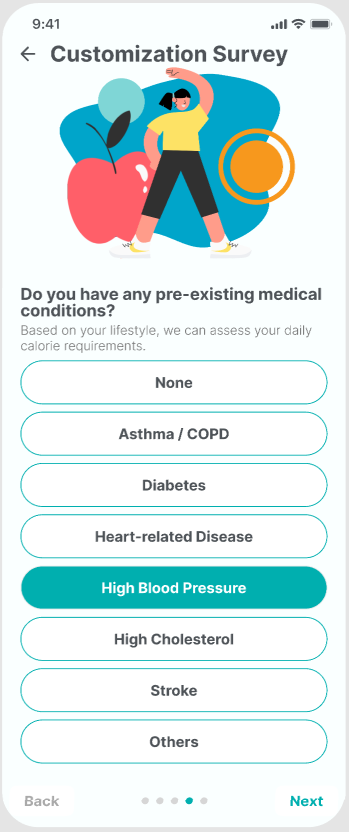 9:41
Customization Survey
Do you have any pre-existing medical
conditions?
Based on your lifestyle, we can assess your daily
calorie requirements.
None
Asthma / COPD
Diabetes
Heart-related Disease
High Blood Pressure
High Cholesterol
Stroke
Others
Back
Next